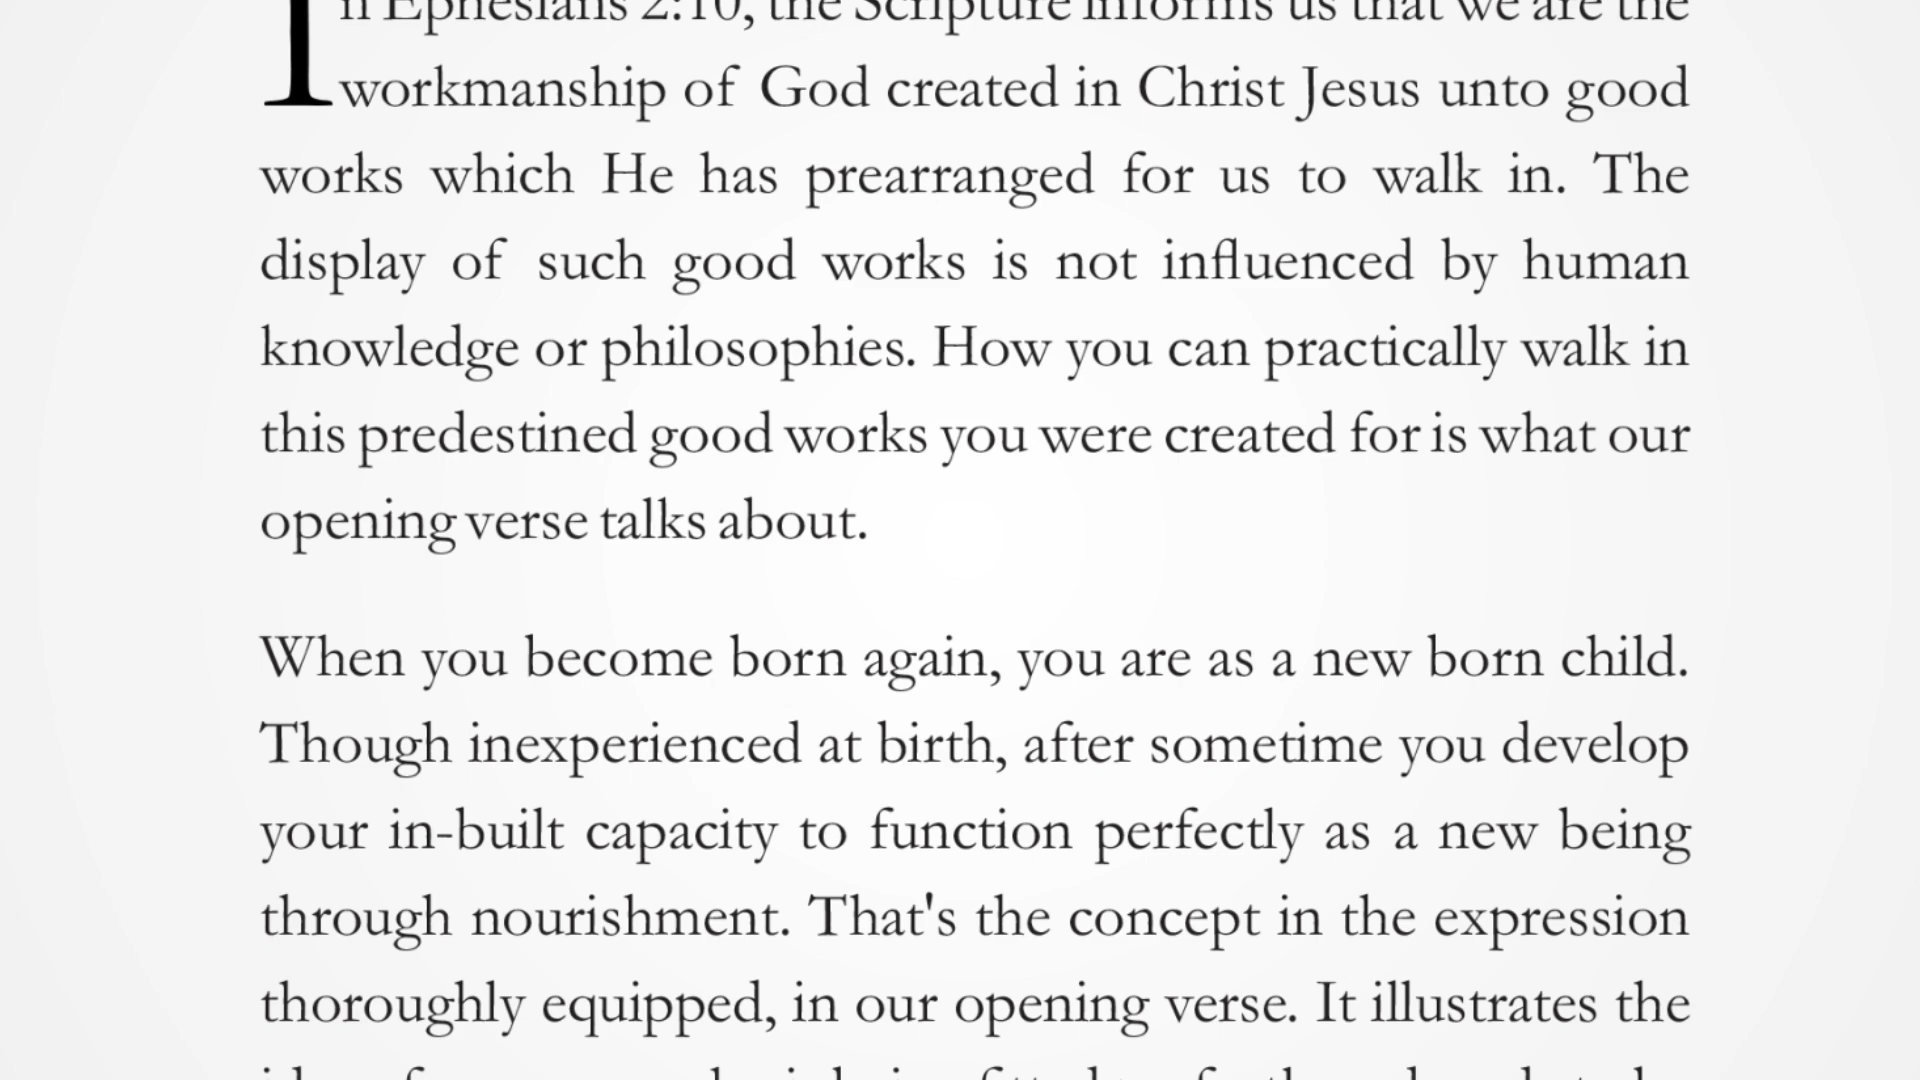 In Ephesians 2:10, the Scripture informs us that we are the
workmanship of God created in Christ Jesus unto good
works which He has prearranged for us to walk in. The
display of such good works is not influenced by human
knowledge or philosophies. How you can practically walk in
this predestined good works you were created for is what our
opening verse talks about.
When you become born again, you are as a new born child.
Though inexperienced at birth, after sometime you develop
your in-built capacity to function perfectly as a new being
through nourishment. That's the concept in the expression
thoroughly equipped, in our opening verse. It illustrates the